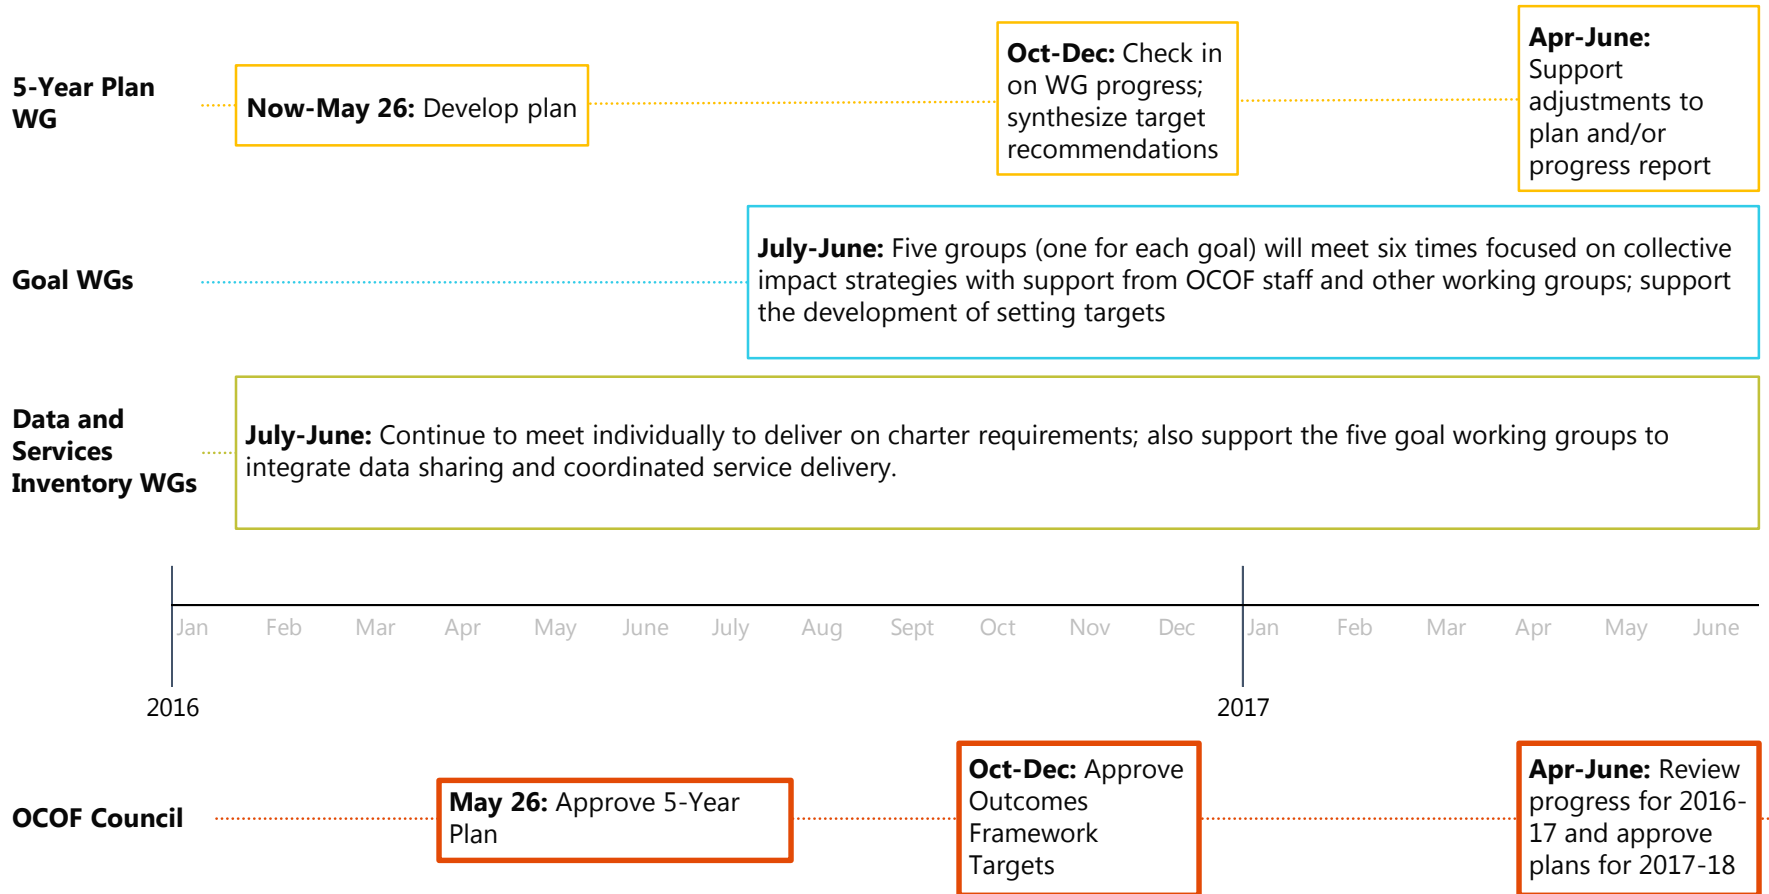 5-Year Plan
WG
Now-May 26: Develop plan
Oct-Dec: Check in
on WG progress;
synthesize target
recommendations
Apr-June:
Support
adjustments to
plan and/or
progress report
Goal WGs
July-June: Five groups (one for each goal) will meet six times focused on collective
impact strategies with support from OCOF staff and other working groups; support
the development of setting targets
Data and
Services
Inventory WGs
July-June: Continue to meet individually to deliver on charter requirements; also support the five goal working groups to
integrate data sharing and coordinated service delivery.
Jan Feb Mar Apr May June July Aug Sept Oct Nov Dec Jan Feb Mar Apr May June
2016 2017
OCOF Council
May 26: Approve 5-Year
Plan
Oct-Dec: Approve
Outcomes
Framework
Targets
Apr-June: Review
progress for 2016-
17 and approve
plans for 2017-18